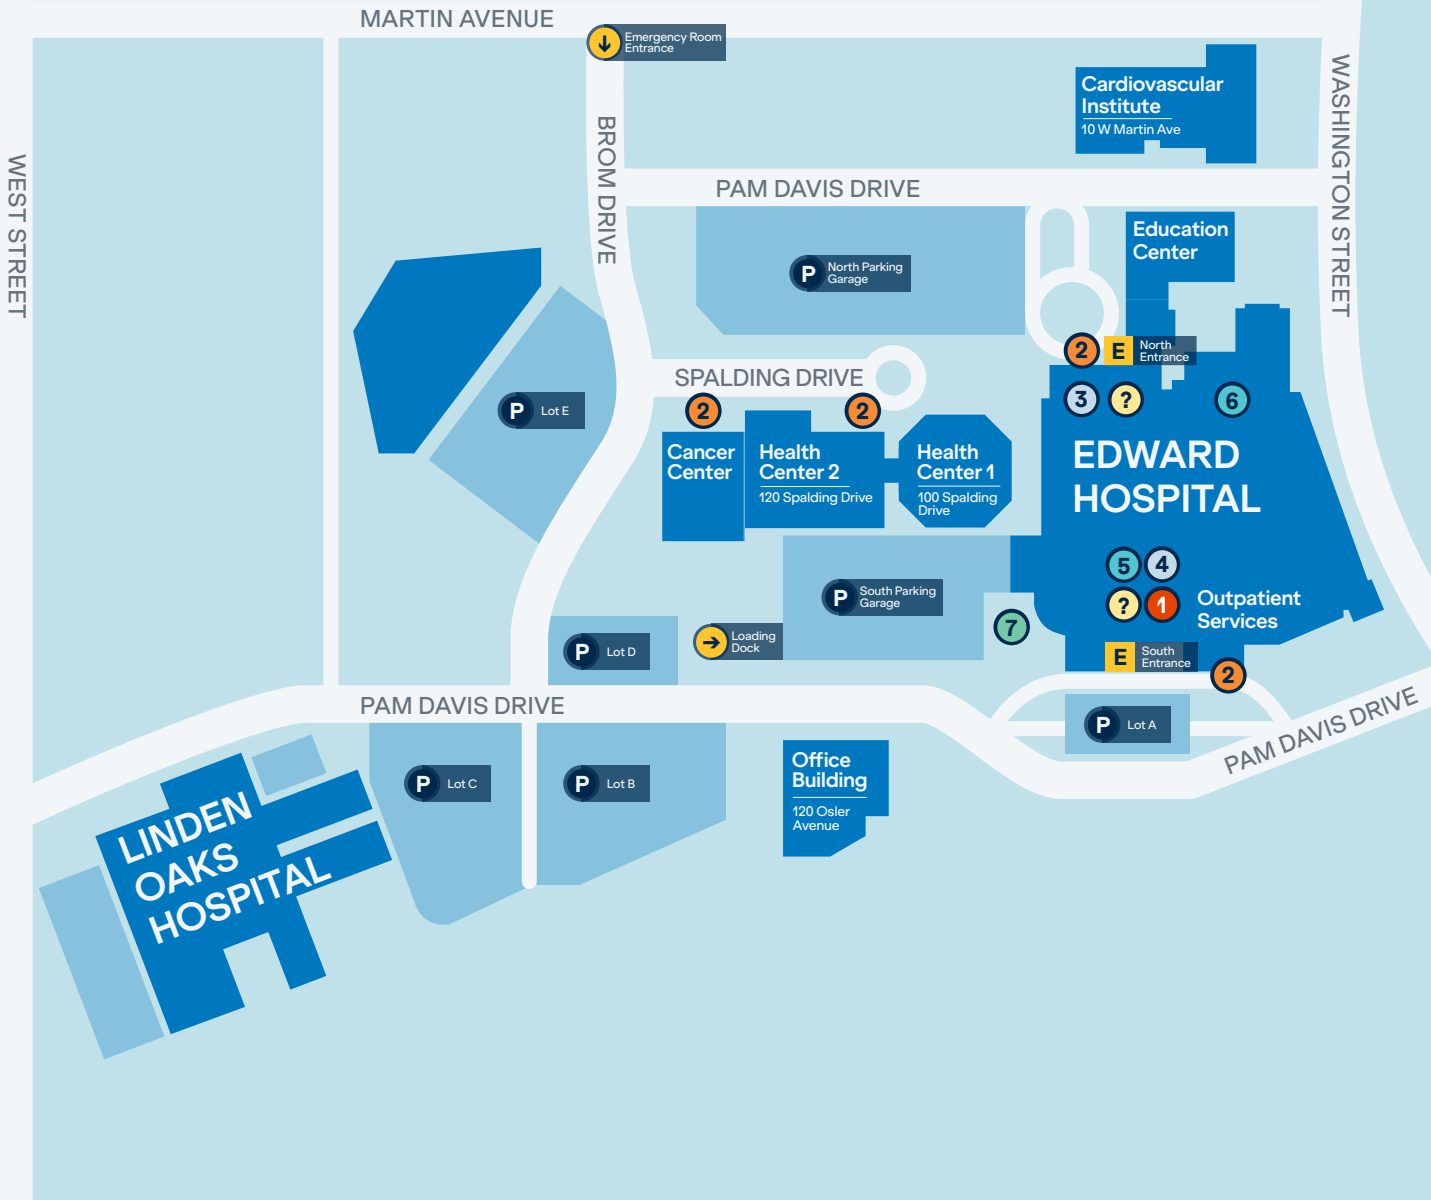 MARTIN AVENUE
Emergency Room
Entrance
WEST STREET
BROM DRIVE
WASHINGTON STREET
Cardiovascular
Institute
10 W Martin Ave
PAM DAVIS DRIVE
Education
Center
P
North Parking
Garage
2
E
North
Entrance
SPALDING DRIVE
P
Lot E
2
2
3
?
6
Cancer
Center
Health
Center 2
120 Spalding Drive
Health
Center 1
100 Spalding
Drive
EDWARD
HOSPITAL
5
4
?
1
Outpatient
Services
P
South Parking
Garage
7
Loading
Dock
P
Lot D
E
South
Entrance
2
PAM DAVIS DRIVE
P
Lot A
PAM DAVIS DRIVE
P
Lot C
P
Lot B
Office
Building
120 Osler
Avenue
LINDEN
OAKS
HOSPITAL